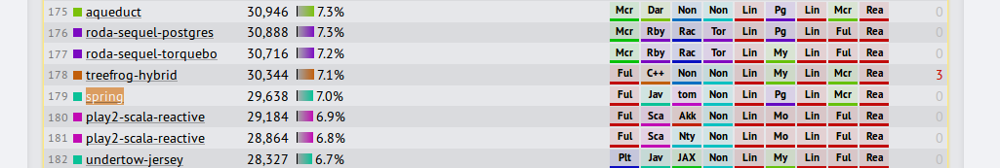 175 aqueduct 30,946 7.3% Mcr Dar Non Non Lin Pg Lin Mcr Rea 0
176 roda-sequel-postgres 30,888 7.3% Mcr Rby Rac Tor Lin Pg Lin Ful Rea 0
177 roda-sequel-torquebo 30,716 7.2% Mcr Rby Rac Tor Lin My Lin Ful Rea 0
178 treefrog-hybrid 30,344 7.1% Ful C++ Non Non Lin My Lin Mcr Rea 3
179 spring 29,638 7.0% Ful Jav tom Non Lin Pg Lin Mcr Rea 0
180 play2-scala-reactive 29,184 6.9% Ful Sca Akk Non Lin Mo Lin Ful Rea 0
181 play2-scala-reactive 28,864 6.8% Ful Sca Nty Non Lin Mo Lin Ful Rea 0
182 undertow-jersey 28,327 6.7% Plt Jav JAX Non Lin My Lin Ful Rea 0